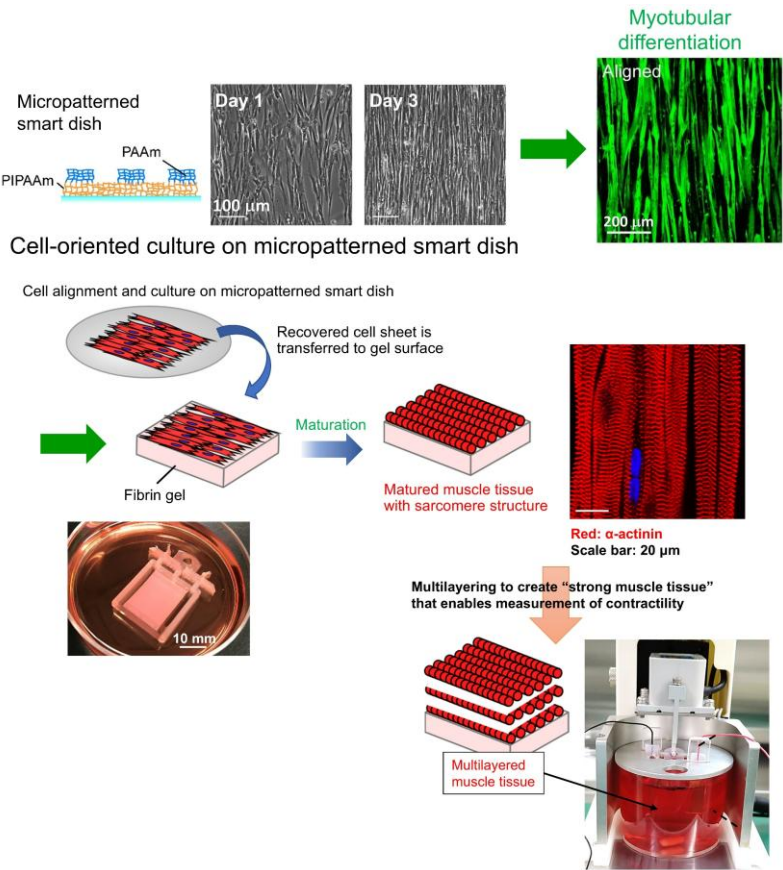 Myotubular
differentiation
Aligned
Micropatterned
smart dish
PAAm
PIPAAm
Day 1
Day 3
100 µm
200 µm
Cell-oriented culture on micropatterned smart dish
Cell alignment and culture on micropatterned smart dish
Recovered cell sheet is
transferred to gel surface
Maturation
Fibrin gel
Matured muscle tissue
with sarcomere structure
Red: α-actinin
Scale bar: 20 µm
10 mm
Multilayering to create “strong muscle tissue”
that enables measurement of contractility
Multilayered
muscle tissue